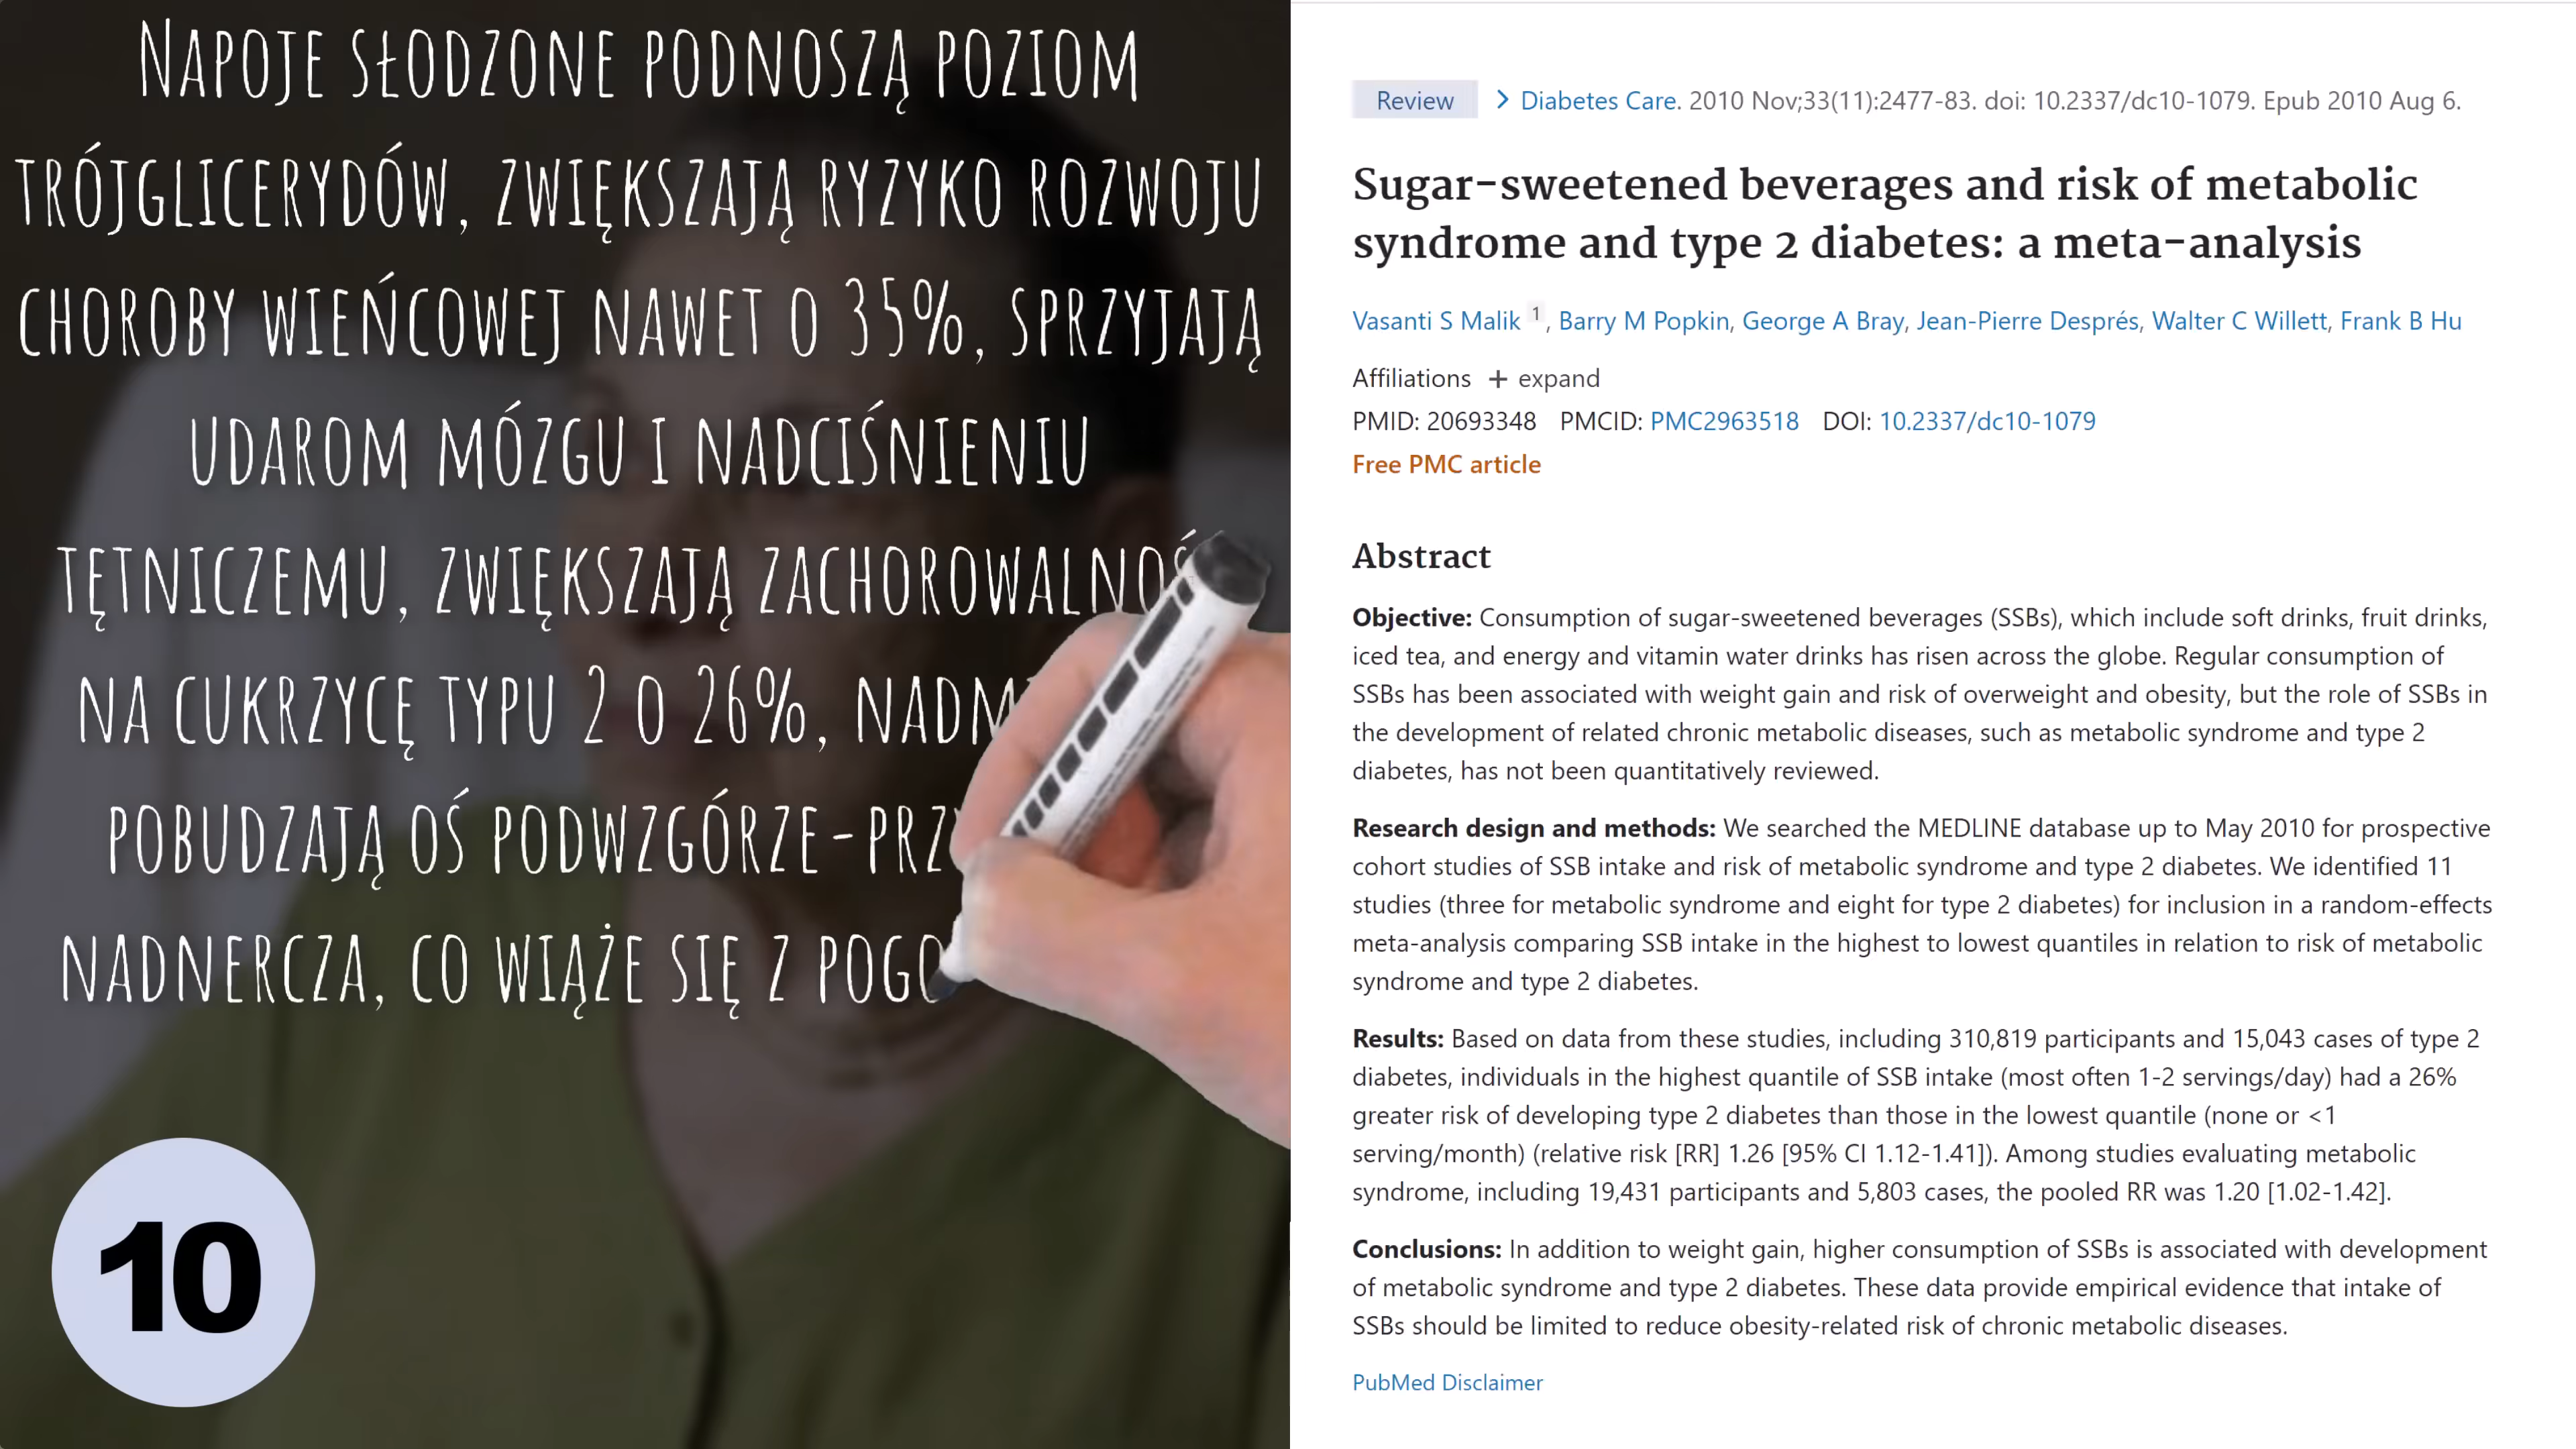 NAPOJE SŁODZONE PODNOSZĄ POZIOM
TRÓJGLICERYDÓW, ZWIĘKSZAJĄ RYZYKO ROZWOJU
CHOROBY WIEŃCOWEJ NAWET O 35%, SPRZYJAJĄ
UDAROM MÓZGU I NADCIŚNIENIU
TĘTNICZEMU, ZWIĘKSZAJĄ
NA CUKRZYCĘ TYPU 2 O 26%,
POBUDZAJĄ OŚ PODWZGÓRZE-
NADNERCZA, CO WIĄŻE SIĘ Z
10
Review > Diabetes Care. 2010 Nov;33(11):2477-83. doi: 10.2337/dc10-1079. Epub 2010 Aug 6.
Sugar-sweetened beverages and risk of metabolic
syndrome and type 2 diabetes: a meta-analysis
Vasanti S Malik 1, Barry M Popkin, George A Bray, Jean-Pierre Després, Walter C Willett, Frank B Hu
Affiliations + expand
PMID: 20693348 PMCID: PMC2963518 DOI: 10.2337/dc10-1079
Free PMC article
Abstract
Objective: Consumption of sugar-sweetened beverages (SSBs), which include soft drinks, fruit drinks,
iced tea, and energy and vitamin water drinks has risen across the globe. Regular consumption of
SSBs has been associated with weight gain and risk of overweight and obesity, but the role of SSBs in
the development of related chronic metabolic diseases, such as metabolic syndrome and type 2
diabetes, has not been quantitatively reviewed.
Research design and methods: We searched the MEDLINE database up to May 2010 for prospective
cohort studies of SSB intake and risk of metabolic syndrome and type 2 diabetes. We identified 11
studies (three for metabolic syndrome and eight for type 2 diabetes) for inclusion in a random-effects
meta-analysis comparing SSB intake in the highest to lowest quantiles in relation to risk of metabolic
syndrome and type 2 diabetes.
Results: Based on data from these studies, including 310,819 participants and 15,043 cases of type 2
diabetes, individuals in the highest quantile of SSB intake (most often 1-2 servings/day) had a 26%
greater risk of developing type 2 diabetes than those in the lowest quantile (none or <1
serving/month) (relative risk [RR] 1.26 [95% CI 1.12-1.41]). Among studies evaluating metabolic
syndrome, including 19,431 participants and 5,803 cases, the pooled RR was 1.20 [1.02-1.42].
Conclusions: In addition to weight gain, higher consumption of SSBs is associated with development
of metabolic syndrome and type 2 diabetes. These data provide empirical evidence that intake of
SSBs should be limited to reduce obesity-related risk of chronic metabolic diseases.
PubMed Disclaimer